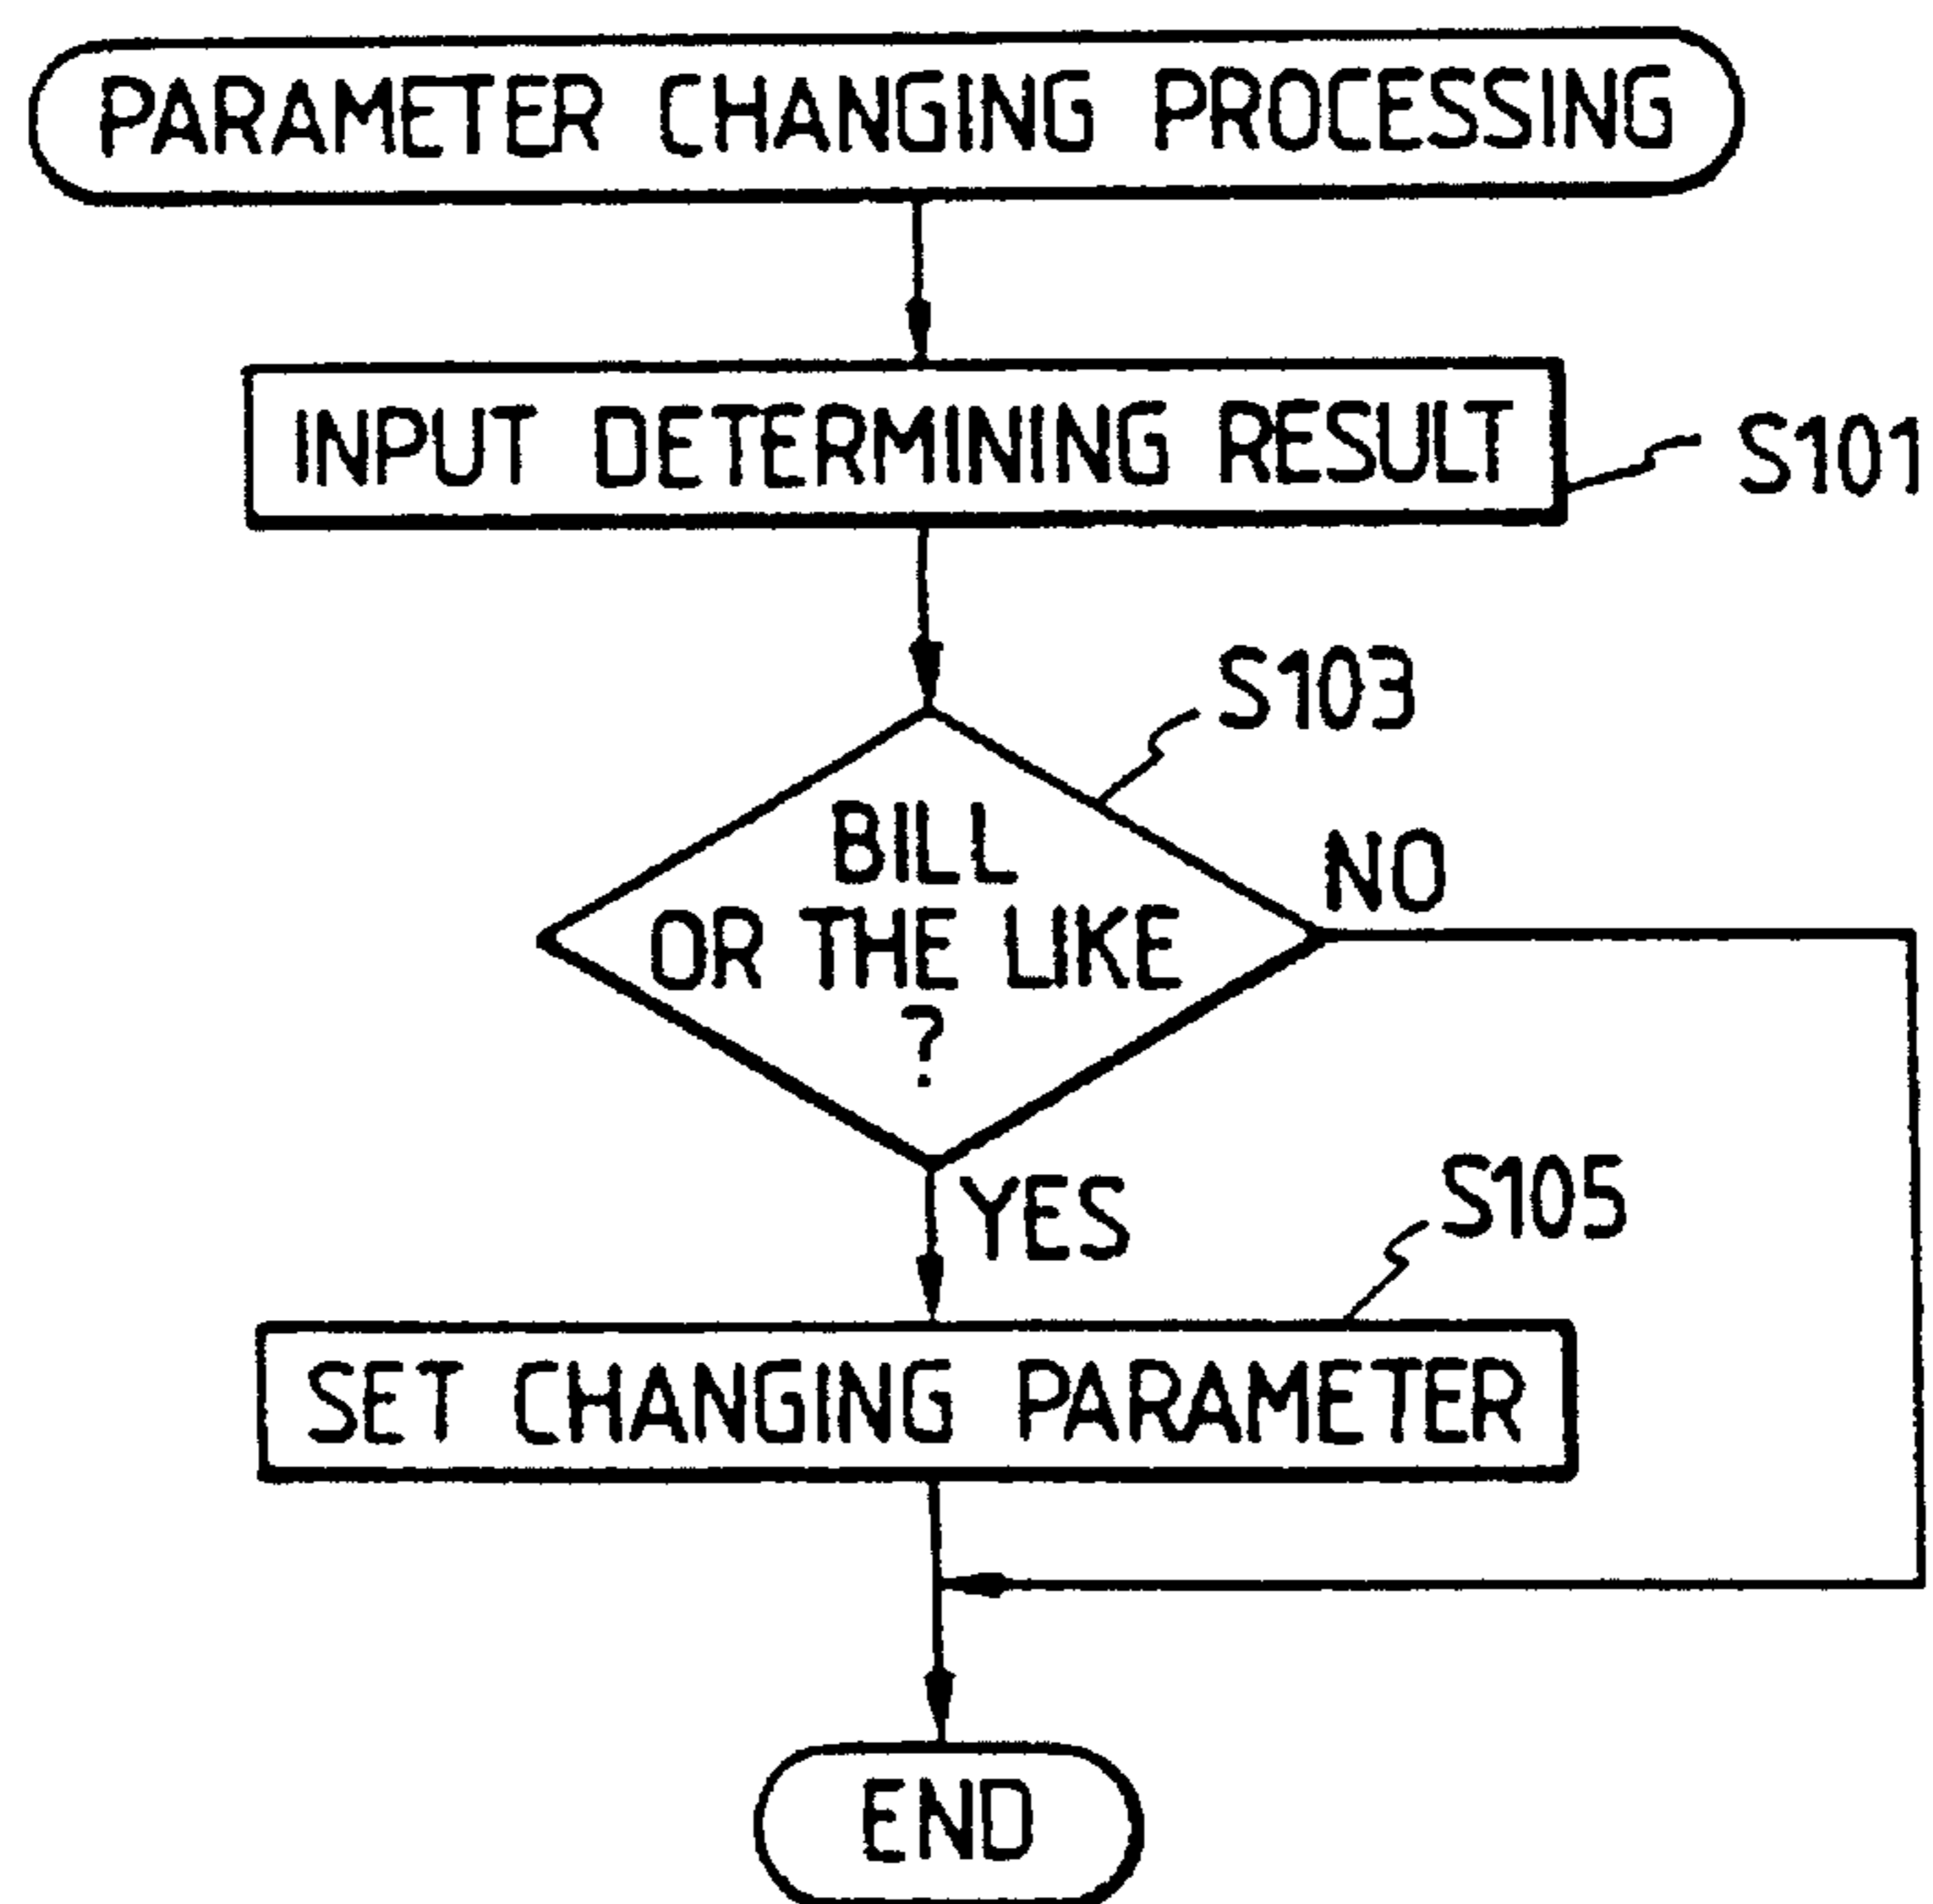 PARAMETER CHANGING PROCESSING
INPUT DETERMINING RESULT
S101
S103
BILL
OR THE LIKE
?
NO
YES
S105
SET CHANGING PARAMETER
END